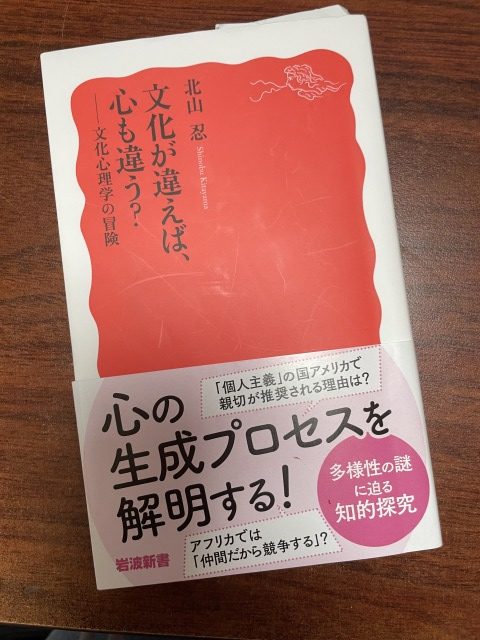 北山 忍
Shinobu Kitayama
文化が違えば、
心も違う?
――文化心理学の冒険
「個人主義」の国アメリカで
親切が推奨される理由は?
心の
生成プロセスを
解明する!
多様性の謎
に迫る
知的探究
アフリカでは
「仲間だから競争する」?
岩波新書